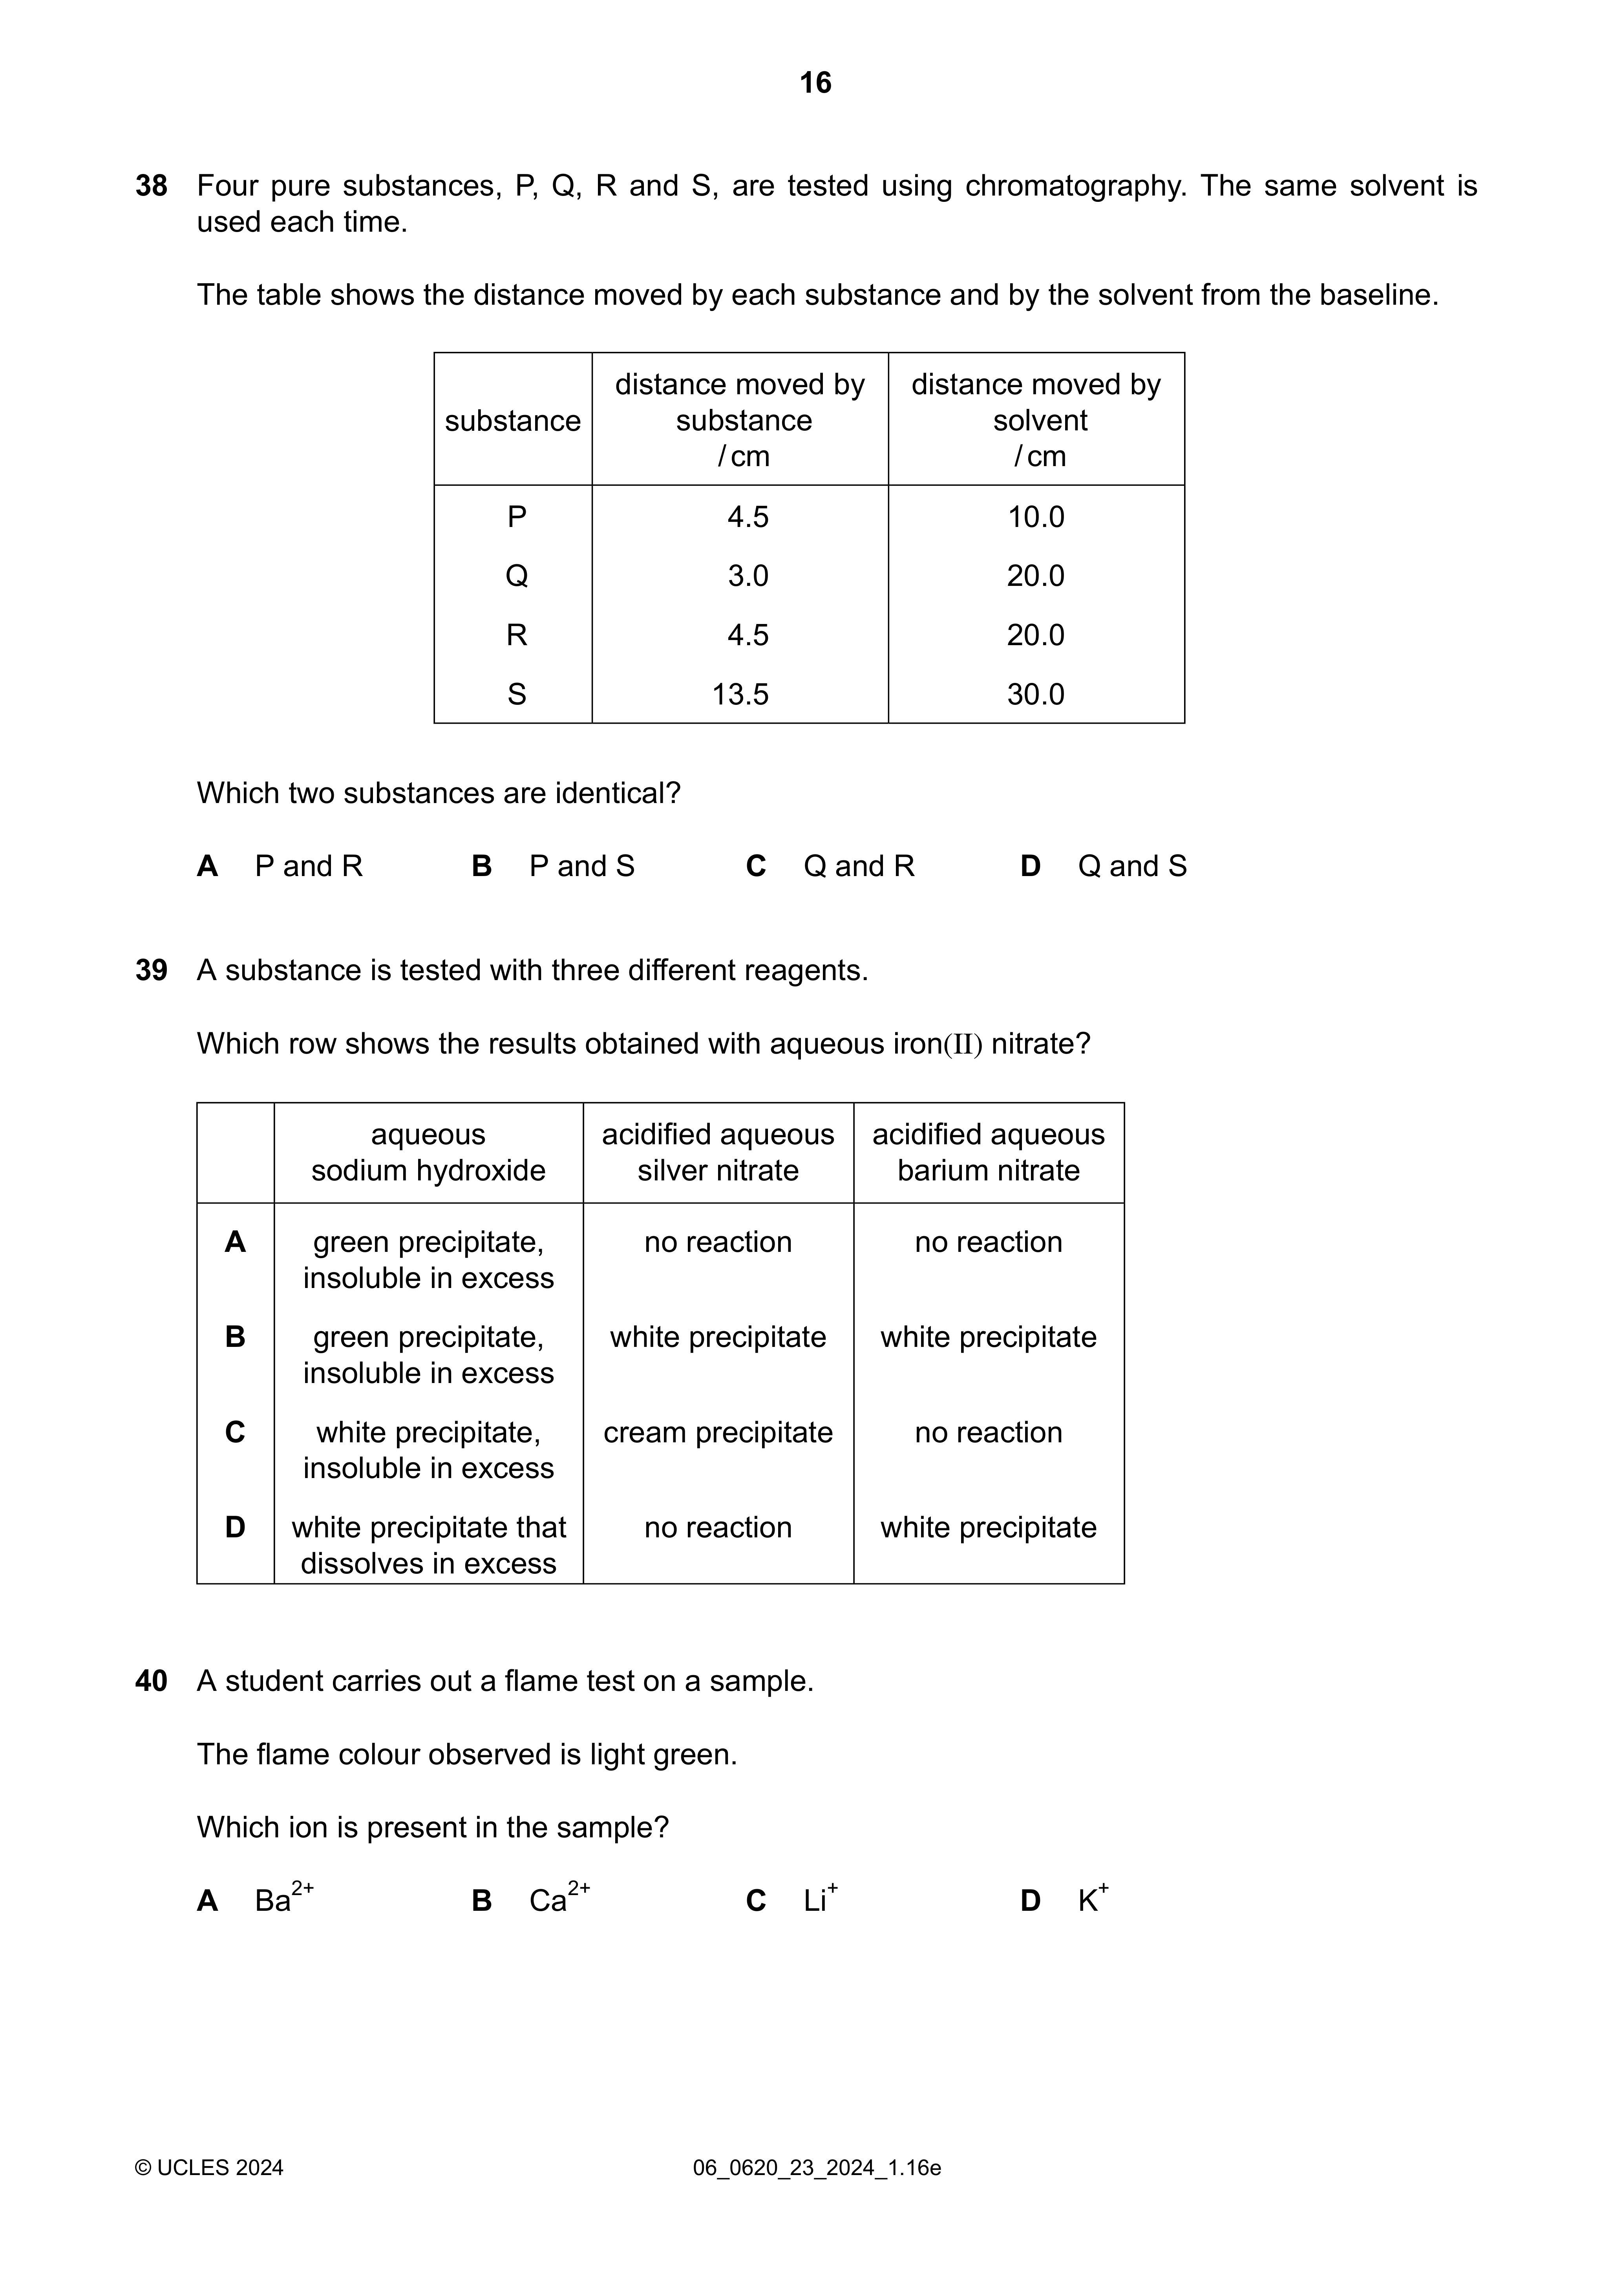 16
38 Four pure substances, P, Q, R and S, are tested using chromatography. The same solvent is
used each time.
The table shows the distance moved by each substance and by the solvent from the baseline.
substance distance moved by substance / cm distance moved by solvent / cm
P 4.5 10.0
Q 3.0 20.0
R 4.5 20.0
S 13.5 30.0
Which two substances are identical?
A P and R B P and S C Q and R D Q and S
39 A substance is tested with three different reagents.
Which row shows the results obtained with aqueous iron(II) nitrate?
aqueous sodium hydroxide acidified aqueous silver nitrate acidified aqueous barium nitrate
A green precipitate, insoluble in excess no reaction no reaction
B green precipitate, insoluble in excess white precipitate white precipitate
C white precipitate, insoluble in excess cream precipitate no reaction
D white precipitate that dissolves in excess no reaction white precipitate
40 A student carries out a flame test on a sample.
The flame colour observed is light green.
Which ion is present in the sample?
A Ba²⁺ B Ca²⁺ C Li⁺ D K⁺
© UCLES 2024 06_0620_23_2024_1.16e